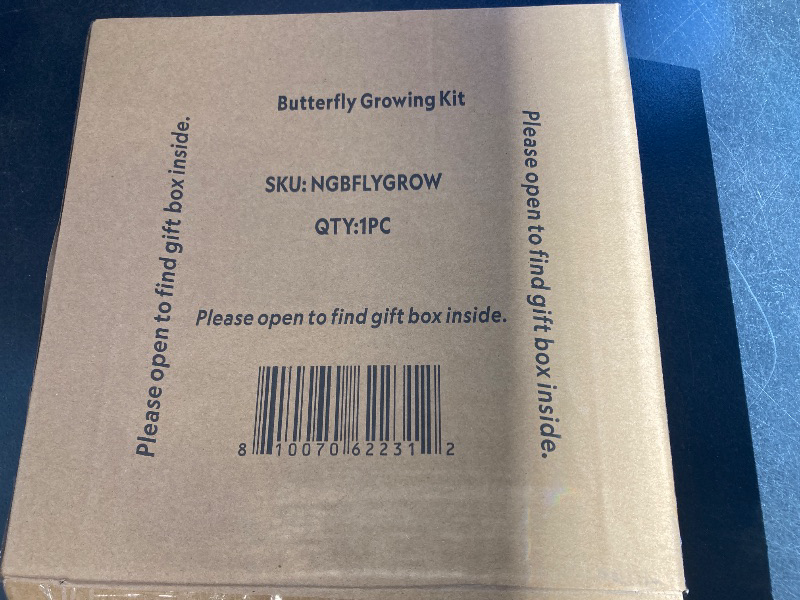 Butterfly Growing Kit
SKU: NGBFLYGROW
QTY:1PC
Please open to find gift box inside.
Please open to find gift box inside.
Please open to find gift box inside.
8 10070 62231 2